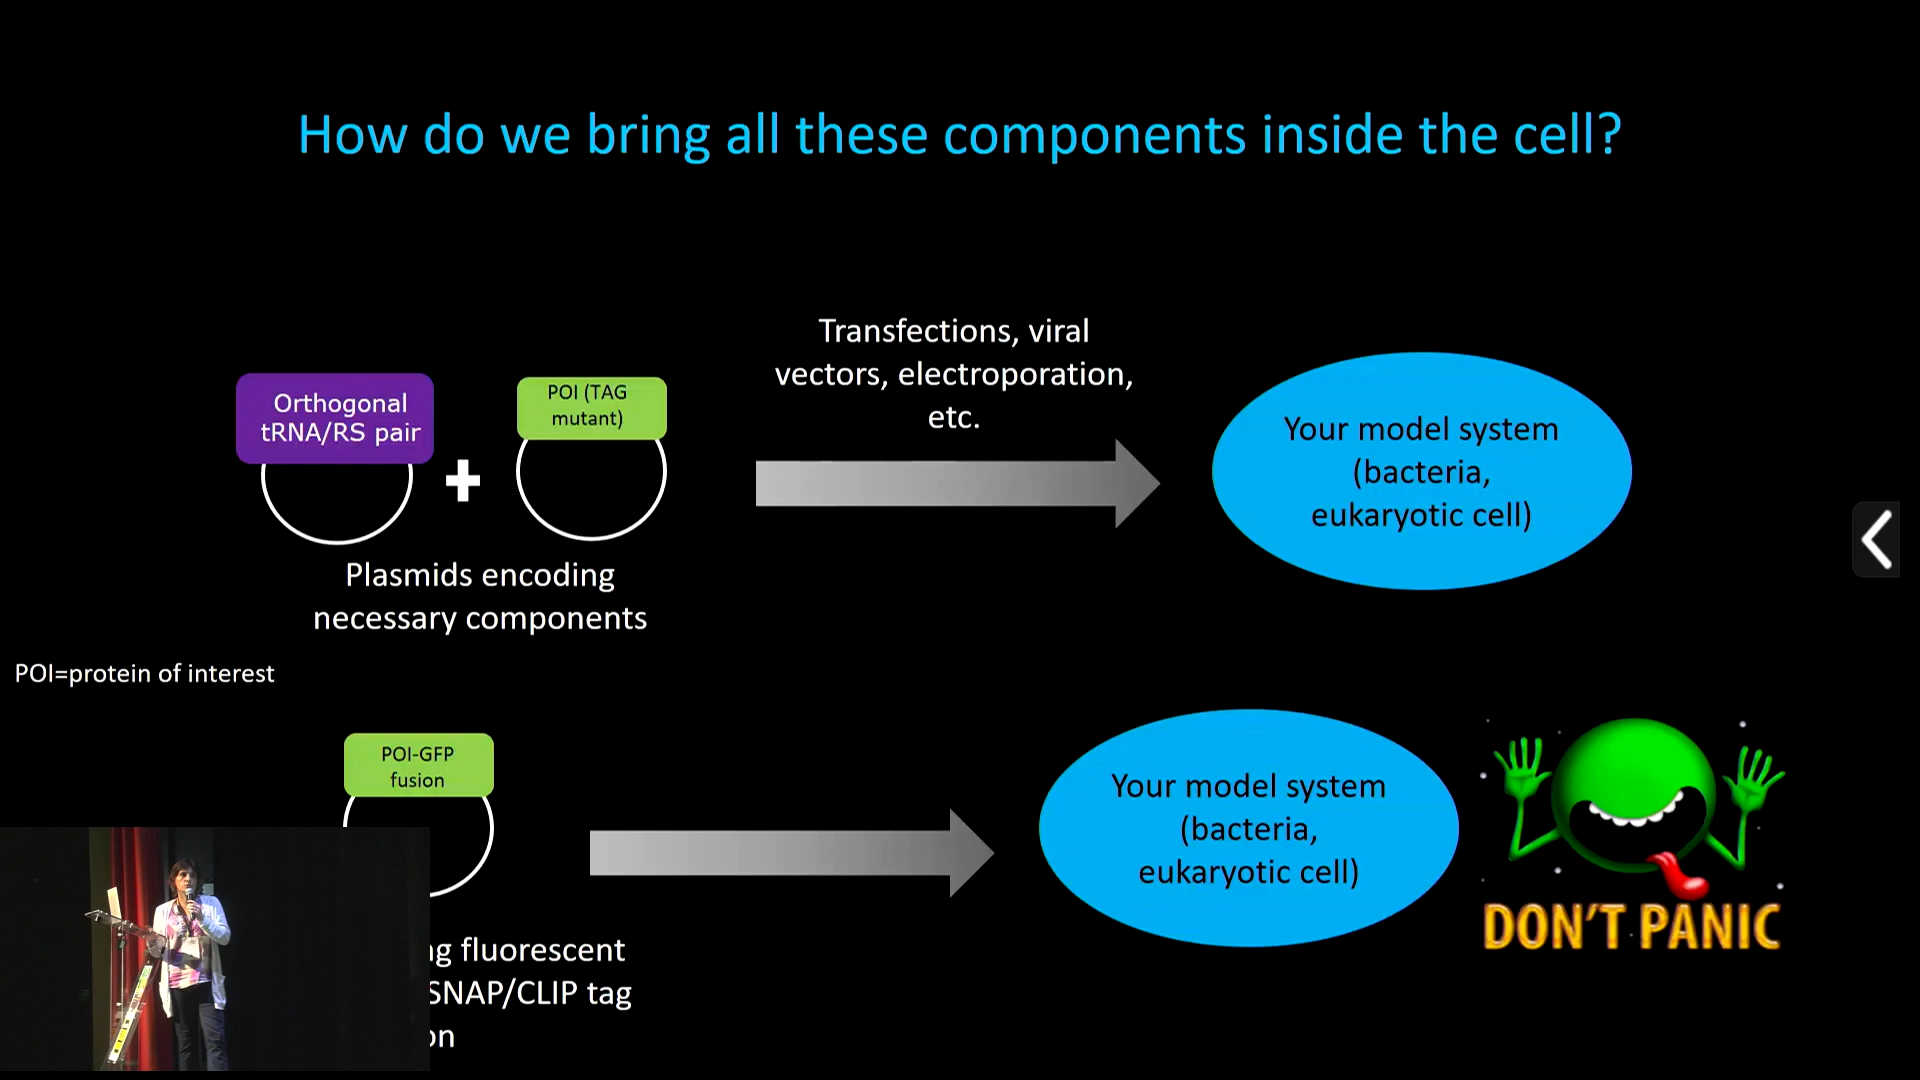 How do we bring all these components inside the cell?
Transfections, viral
vectors, electroporation,
etc.
Orthogonal
tRNA/RS pair
POI (TAG
mutant)
Your model system
(bacteria,
eukaryotic cell)
Plasmids encoding
necessary components
POI=protein of interest
POI-GFP
fusion
Your model system
(bacteria,
eukaryotic cell)
DON'T PANIC
fluorescent
SNAP/CLIP tag